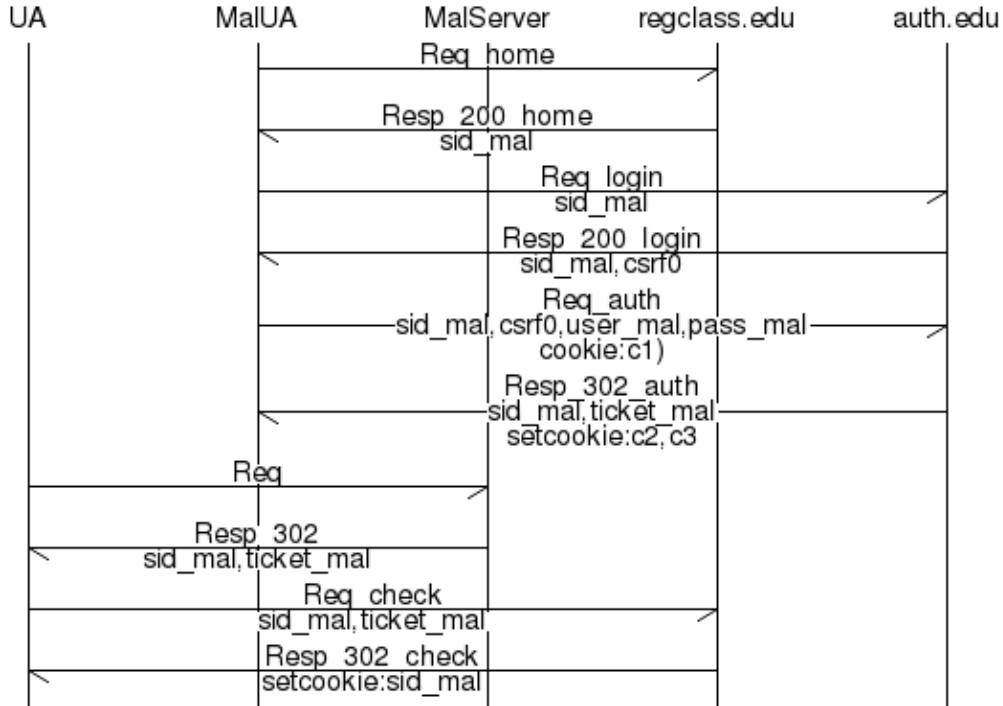 UA MalUA MalServer regclass.edu auth.edu
Req_home
Resp_200_home
sid_mal
Req_login
sid_mal
Resp_200_login
sid_mal,csrf0
Req_auth
sid_mal,csrf0,user_mal,pass_mal
cookie:c1)
Resp_302_auth
sid_mal,ticket_mal
setcookie:c2,c3
Req
Resp_302
sid_mal,ticket_mal
Req_check
sid_mal,ticket_mal
Resp_302_check
setcookie:sid_mal